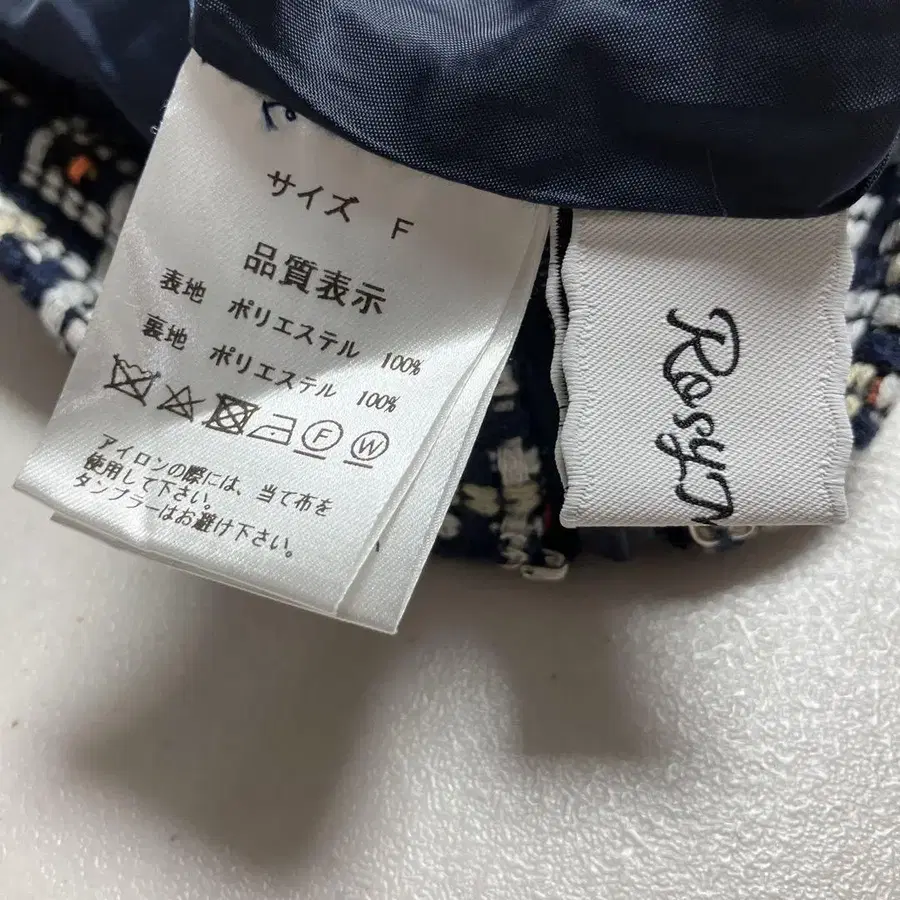 サイズ F
品質表示
表地 ポリエステル 100%
裏地 ポリエステル 100%
F W
アイロンの際には、当て布を
使用して下さい。
タンブラーはお避け下さい。
Rosy